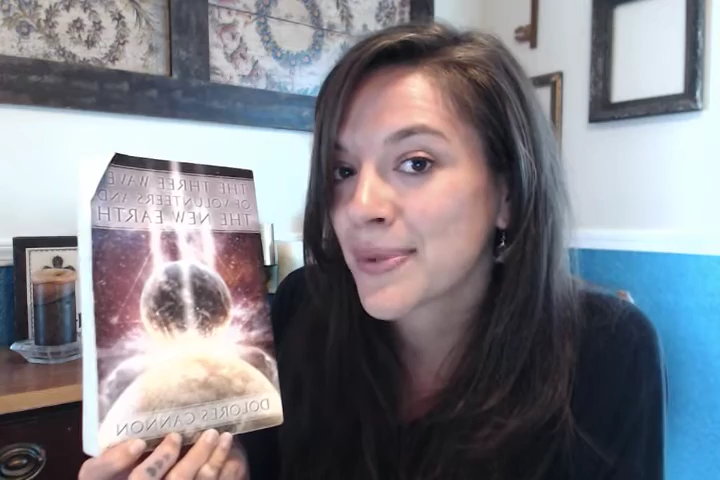 THE THREE WAVE
OF VOLUNTEERS AND
THE NEW EARTH
DOLORES CANNON